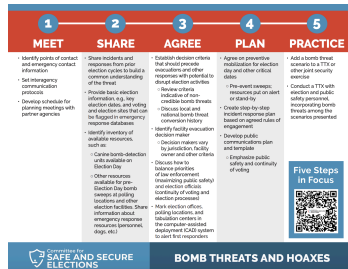 1
MEET
• Identify points of contact
and emergency contact
information
• Set interagency
communication
protocols
• Develop schedule for
planning meetings with
partner agencies
2
SHARE
• Share incidents and
responses from prior
election cycles to build a
common understanding
of the threat
• Provide basic election
information, e.g., key
election dates, and voting
and election sites that can
be flagged in emergency
response databases
• Identify inventory of
available resources,
such as:
○ Canine bomb-detection
units available on
Election Day
○ Other resources
available for pre-
Election Day bomb
sweeps at polling
locations and other
election facilities. Share
information about
emergency response
resources (personnel,
dogs, etc.)
3
AGREE
• Establish decision criteria
that should precede
evacuations and other
responses with potential to
disrupt election activities
○ Review criteria
indicative of non-
credible bomb threats
○ Discuss local and
national bomb threat
conversion history
• Identify facility evacuation
decision maker
○ Decision makers vary
by jurisdiction, facility
owner and other criteria
• Discuss how to
balance priorities
of law enforcement
(maximizing public safety)
and election officials
(continuity of voting and
election processes)
• Mark election offices,
polling locations, and
tabulation centers in
the computer-assisted
deployment (CAD) system
to alert first responders
4
PLAN
• Agree on preventive
mobilization for election
day and other critical
dates
○ Pre-event sweeps;
resources put on alert
or stand-by
• Create step-by-step
incident response plan
based on agreed rules of
engagement
• Develop public
communications plan
and template
○ Emphasize public
safety and continuity
of voting
5
PRACTICE
• Add a bomb threat
scenario to a TTX or
other joint security
exercise
• Conduct a TTX with
election and public
safety personnel,
incorporating bomb
threats among the
scenarios presented
Five Steps
in Focus
Committee for
SAFE AND SECURE
ELECTIONS
BOMB THREATS AND HOAXES